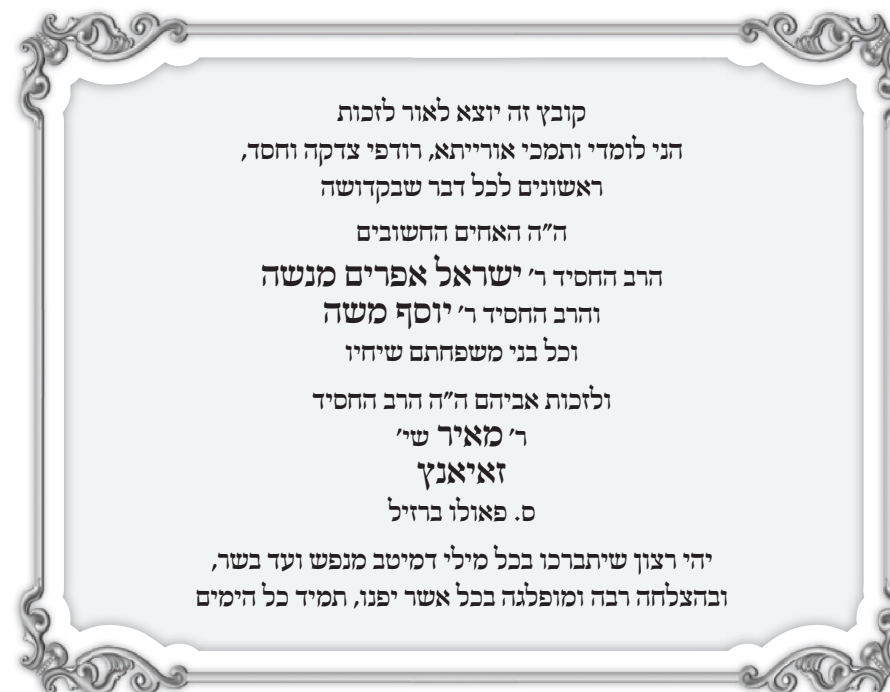 קובץ זה יוצא לאור לזכות
הני לומדי ותמכי אורייתא, רודפי צדקה וחסד,
ראשונים לכל דבר שבקדושה
ה״ה האחים החשובים
הרב החסיד ר׳ ישראל אפרים מנשה
והרב החסיד ר׳ יוסף משה
וכל בני משפחתם שיחיו
ולזכות אביהם ה״ה הרב החסיד
ר׳ מאיר שי׳
זאיאנץ
ס. פאולו ברזיל
יהי רצון שיתברכו בכל מילי דמיטב מנפש ועד בשר,
ובהצלחה רבה ומופלגה בכל אשר יפנו, תמיד כל הימים